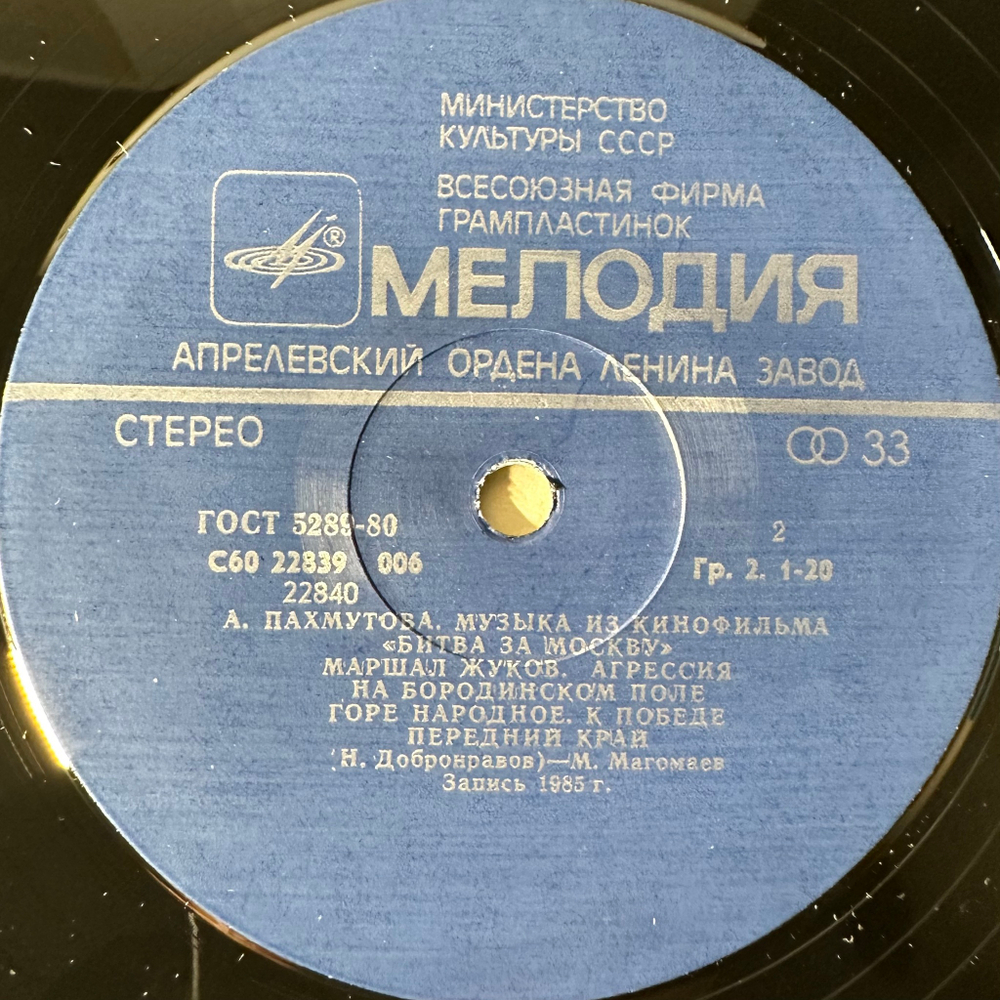 МИНИСТЕРСТВО
КУЛЬТУРЫ СССР
ВСЕСОЮЗНАЯ ФИРМА
ГРАМПЛАСТИНОК
®
МЕЛОДИЯ
АПРЕЛЕВСКИЙ ОРДЕНА ЛЕНИНА ЗАВОД
СТЕРЕО
33
ГОСТ 5289-80
2
С60 22839 006
Гр. 2. 1-20
22840
А. ПАХМУТОВА. МУЗЫКА ИЗ КИНОФИЛЬМА
«БИТВА ЗА МОСКВУ»
МАРШАЛ ЖУКОВ. АГРЕССИЯ
НА БОРОДИНСКОМ ПОЛЕ
ГОРЕ НАРОДНОЕ. К ПОБЕДЕ
ПЕРЕДНИЙ КРАЙ
(Н. Добронравов)—М. Магомаев
Запись 1985 г.